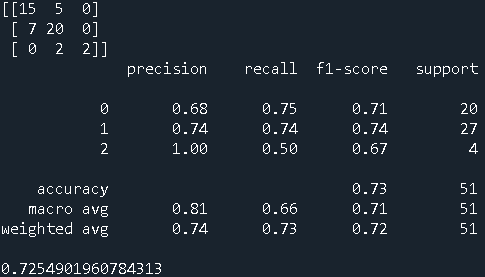 [[15  5  0]
 [ 7 20  0]
 [ 0  2  2]]
              precision    recall  f1-score   support

           0       0.68      0.75      0.71        20
           1       0.74      0.74      0.74        27
           2       1.00      0.50      0.67         4

    accuracy                           0.73        51
   macro avg       0.81      0.66      0.71        51
weighted avg       0.74      0.73      0.72        51

0.7254901960784313